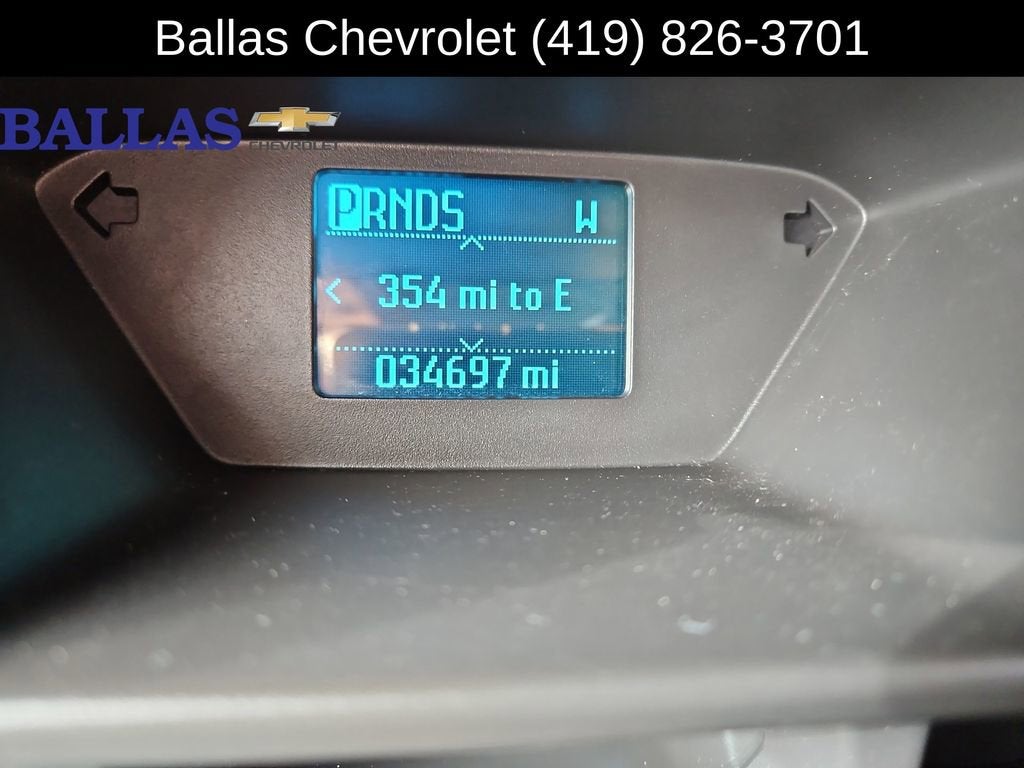 Ballas Chevrolet (419) 826-3701
BALLAS
CHEVROLET
PRNDS W
< 354 mi to E
034697 mi